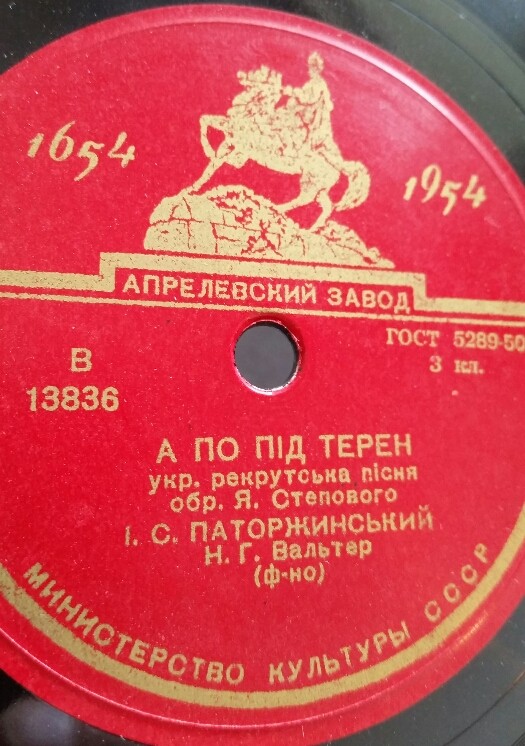 1654
1954
АПРЕЛЕВСКИЙ ЗАВОД
ГОСТ 5289-50
3 кл.
В
13836
А ПО ПІД ТЕРЕН
укр. рекрутська пісня
обр. Я. Степового
І. С. ПАТОРЖИНСЬКИЙ
Н. Г. Вальтер
(ф-но)
МИНИСТЕРСТВО КУЛЬТУРЫ СССР